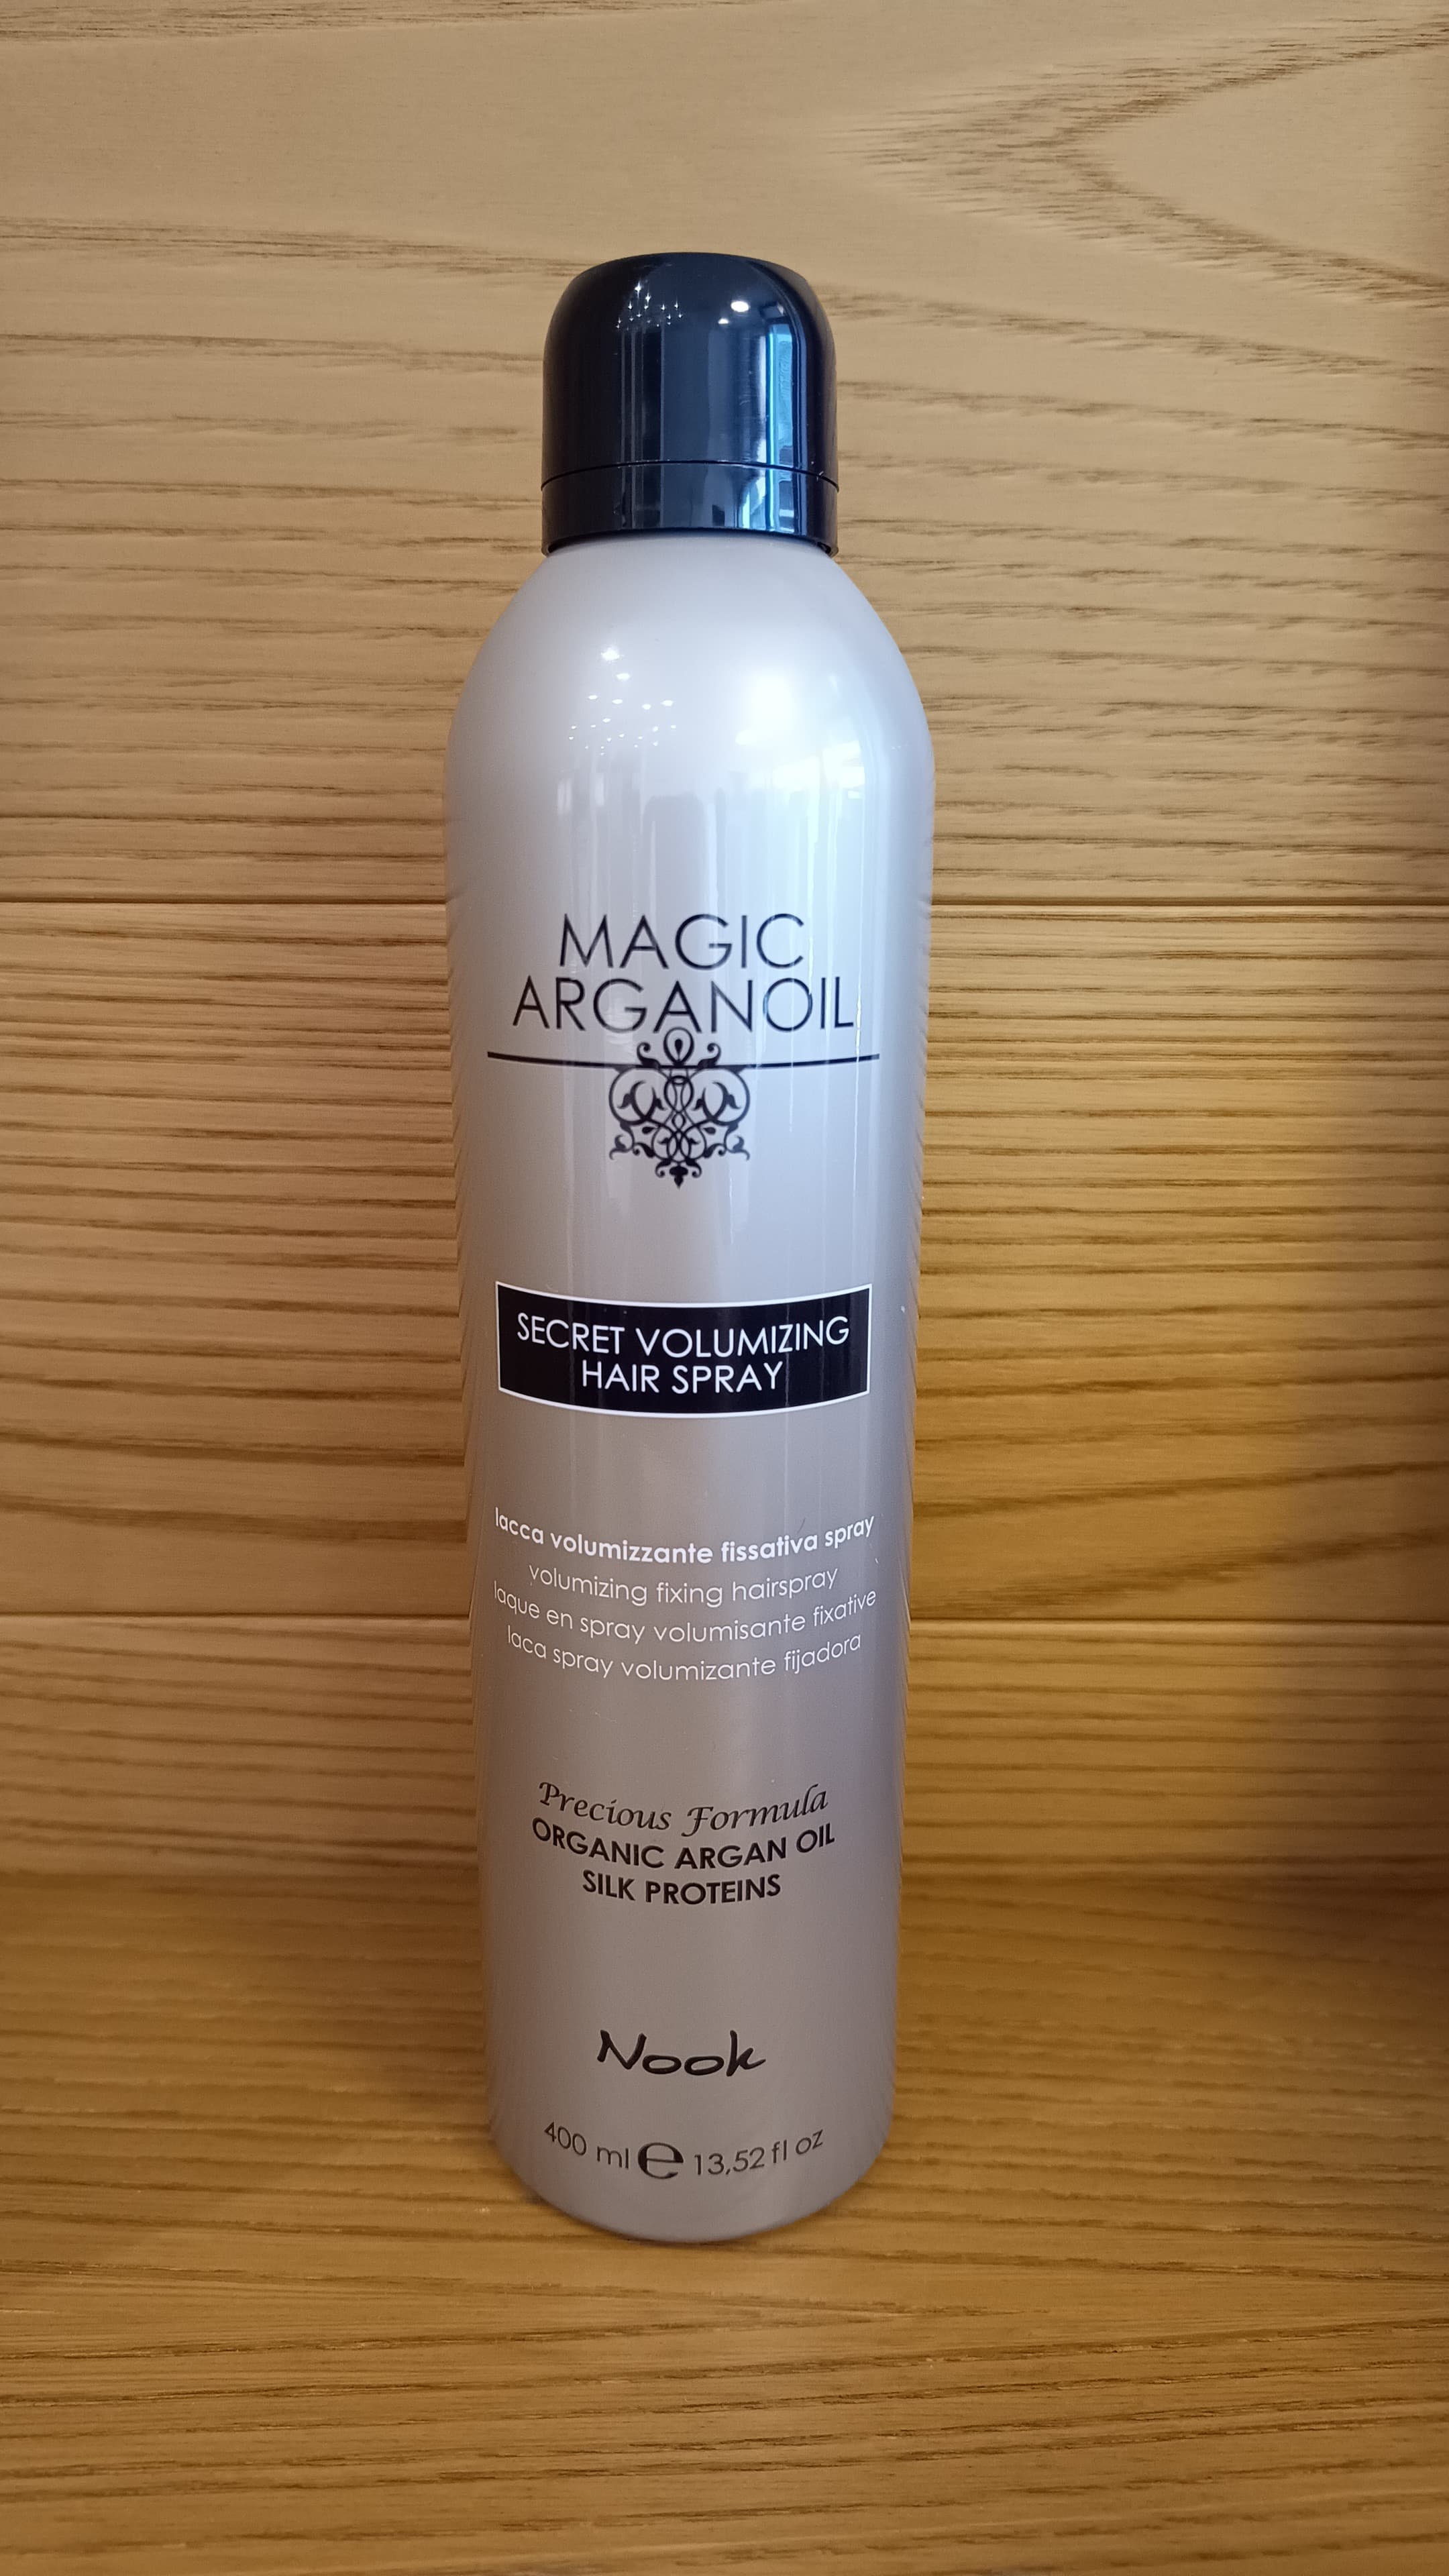 MAGIC
ARGANOIL
SECRET VOLUMIZING
HAIR SPRAY
lacca volumizzante fissativa spray
volumizing fixing hairspray
laque en spray volumisante fixative
laca spray volumizante fijadora
Precious Formula
ORGANIC ARGAN OIL
SILK PROTEINS
Nook
400 ml e 13,52 fl oz